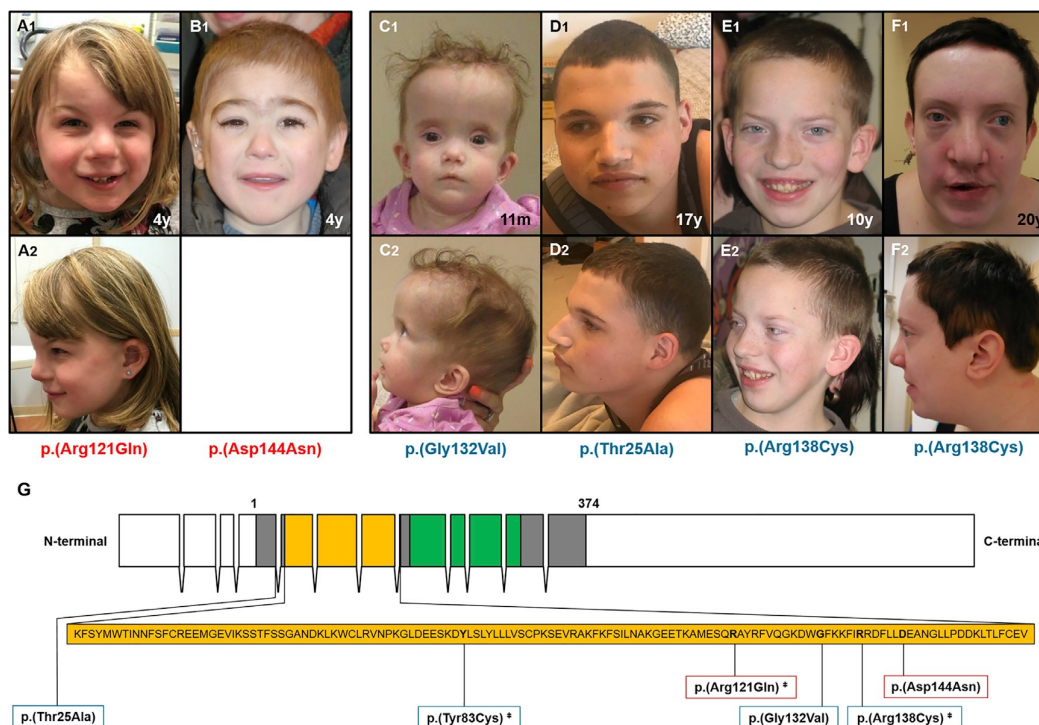 A1
B1
C1
D1
E1
F1
4y
4y
11m
17y
10y
20y
A2
C2
D2
E2
F2
p.(Arg121Gln)
p.(Asp144Asn)
p.(Gly132Val)
p.(Thr25Ala)
p.(Arg138Cys)
p.(Arg138Cys)
G
1
374
N-terminal
C-termina
KFSYMWTINNFSFCREEMGEVIKSSTFSSGANDKLKWCLRVNPKGLDEESKDYLSLYLLLVSCPKSEVRAKFKFSILNAKGEETKAMESQRAYRFVQGKDWGFKKFIRRDFLLDEANGLLPDDKLTLFCEV
p.(Arg121Gln) ‡
p.(Asp144Asn)
p.(Thr25Ala)
p.(Tyr83Cys) ‡
p.(Gly132Val)
p.(Arg138Cys) ‡